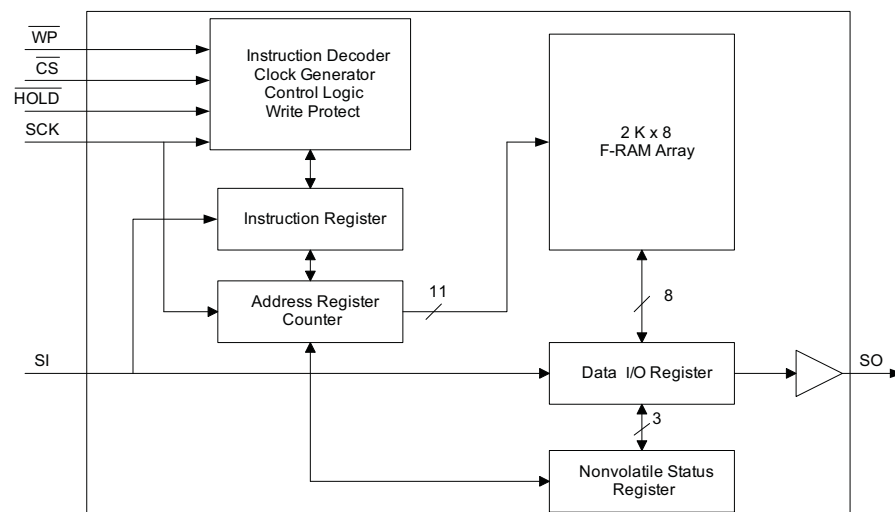 WP
CS
HOLD
SCK
Instruction Decoder
Clock Generator
Control Logic
Write Protect
2 K x 8
F-RAM Array
Instruction Register
Address Register
Counter
11
8
SI
Data I/O Register
SO
3
Nonvolatile Status
Register